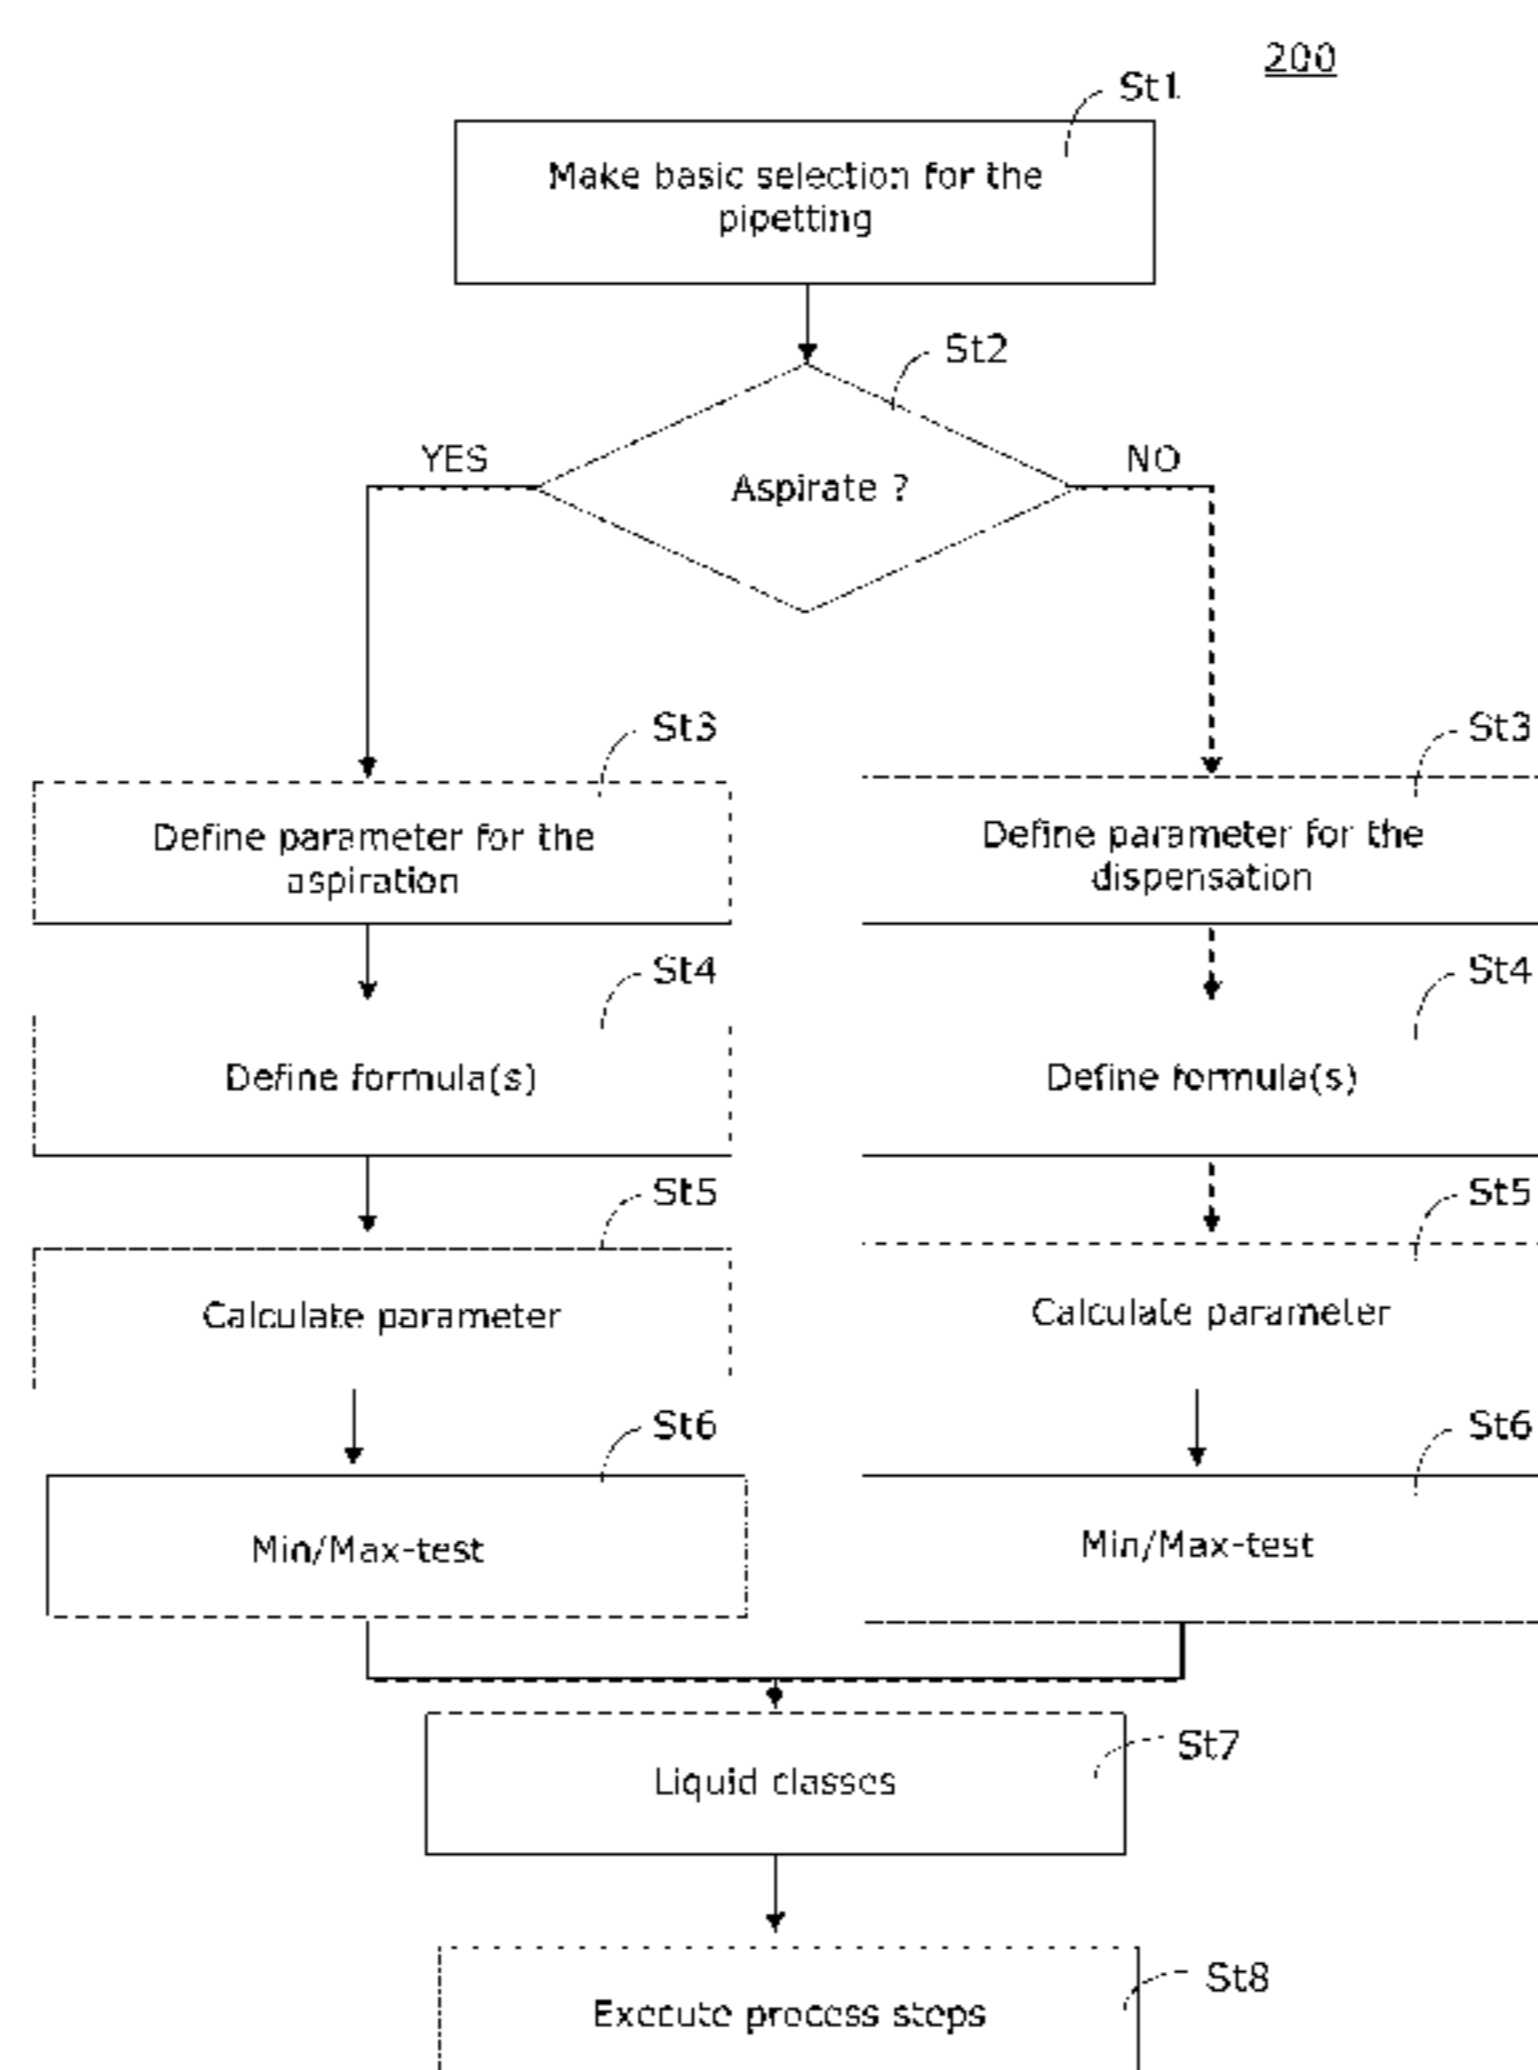 200
St1
Make basic selection for the
pipetting
St2
YES
Aspirate ?
NO
St3
Define parameter for the
aspiration
St3
Define parameter for the
dispensation
St4
Define formula(s)
St4
Define formula(s)
St5
Calculate parameter
St5
Calculate parameter
St6
Min/Max-test
St6
Min/Max-test
Liquid classes
St7
St8
Execute process steps